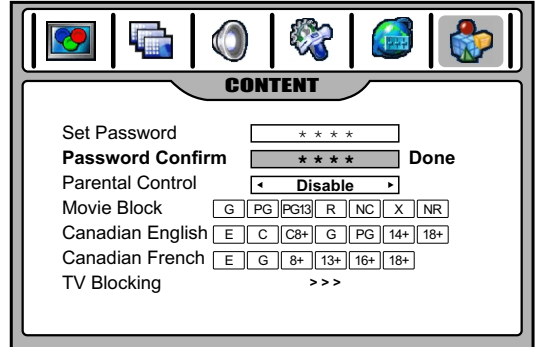 CONTENT
Set Password * * * *
Password Confirm * * * * Done
Parental Control Disable
Movie Block G PG PG13 R NC X NR
Canadian English E C C8+ G PG 14+ 18+
Canadian French E G 8+ 13+ 16+ 18+
TV Blocking >>>